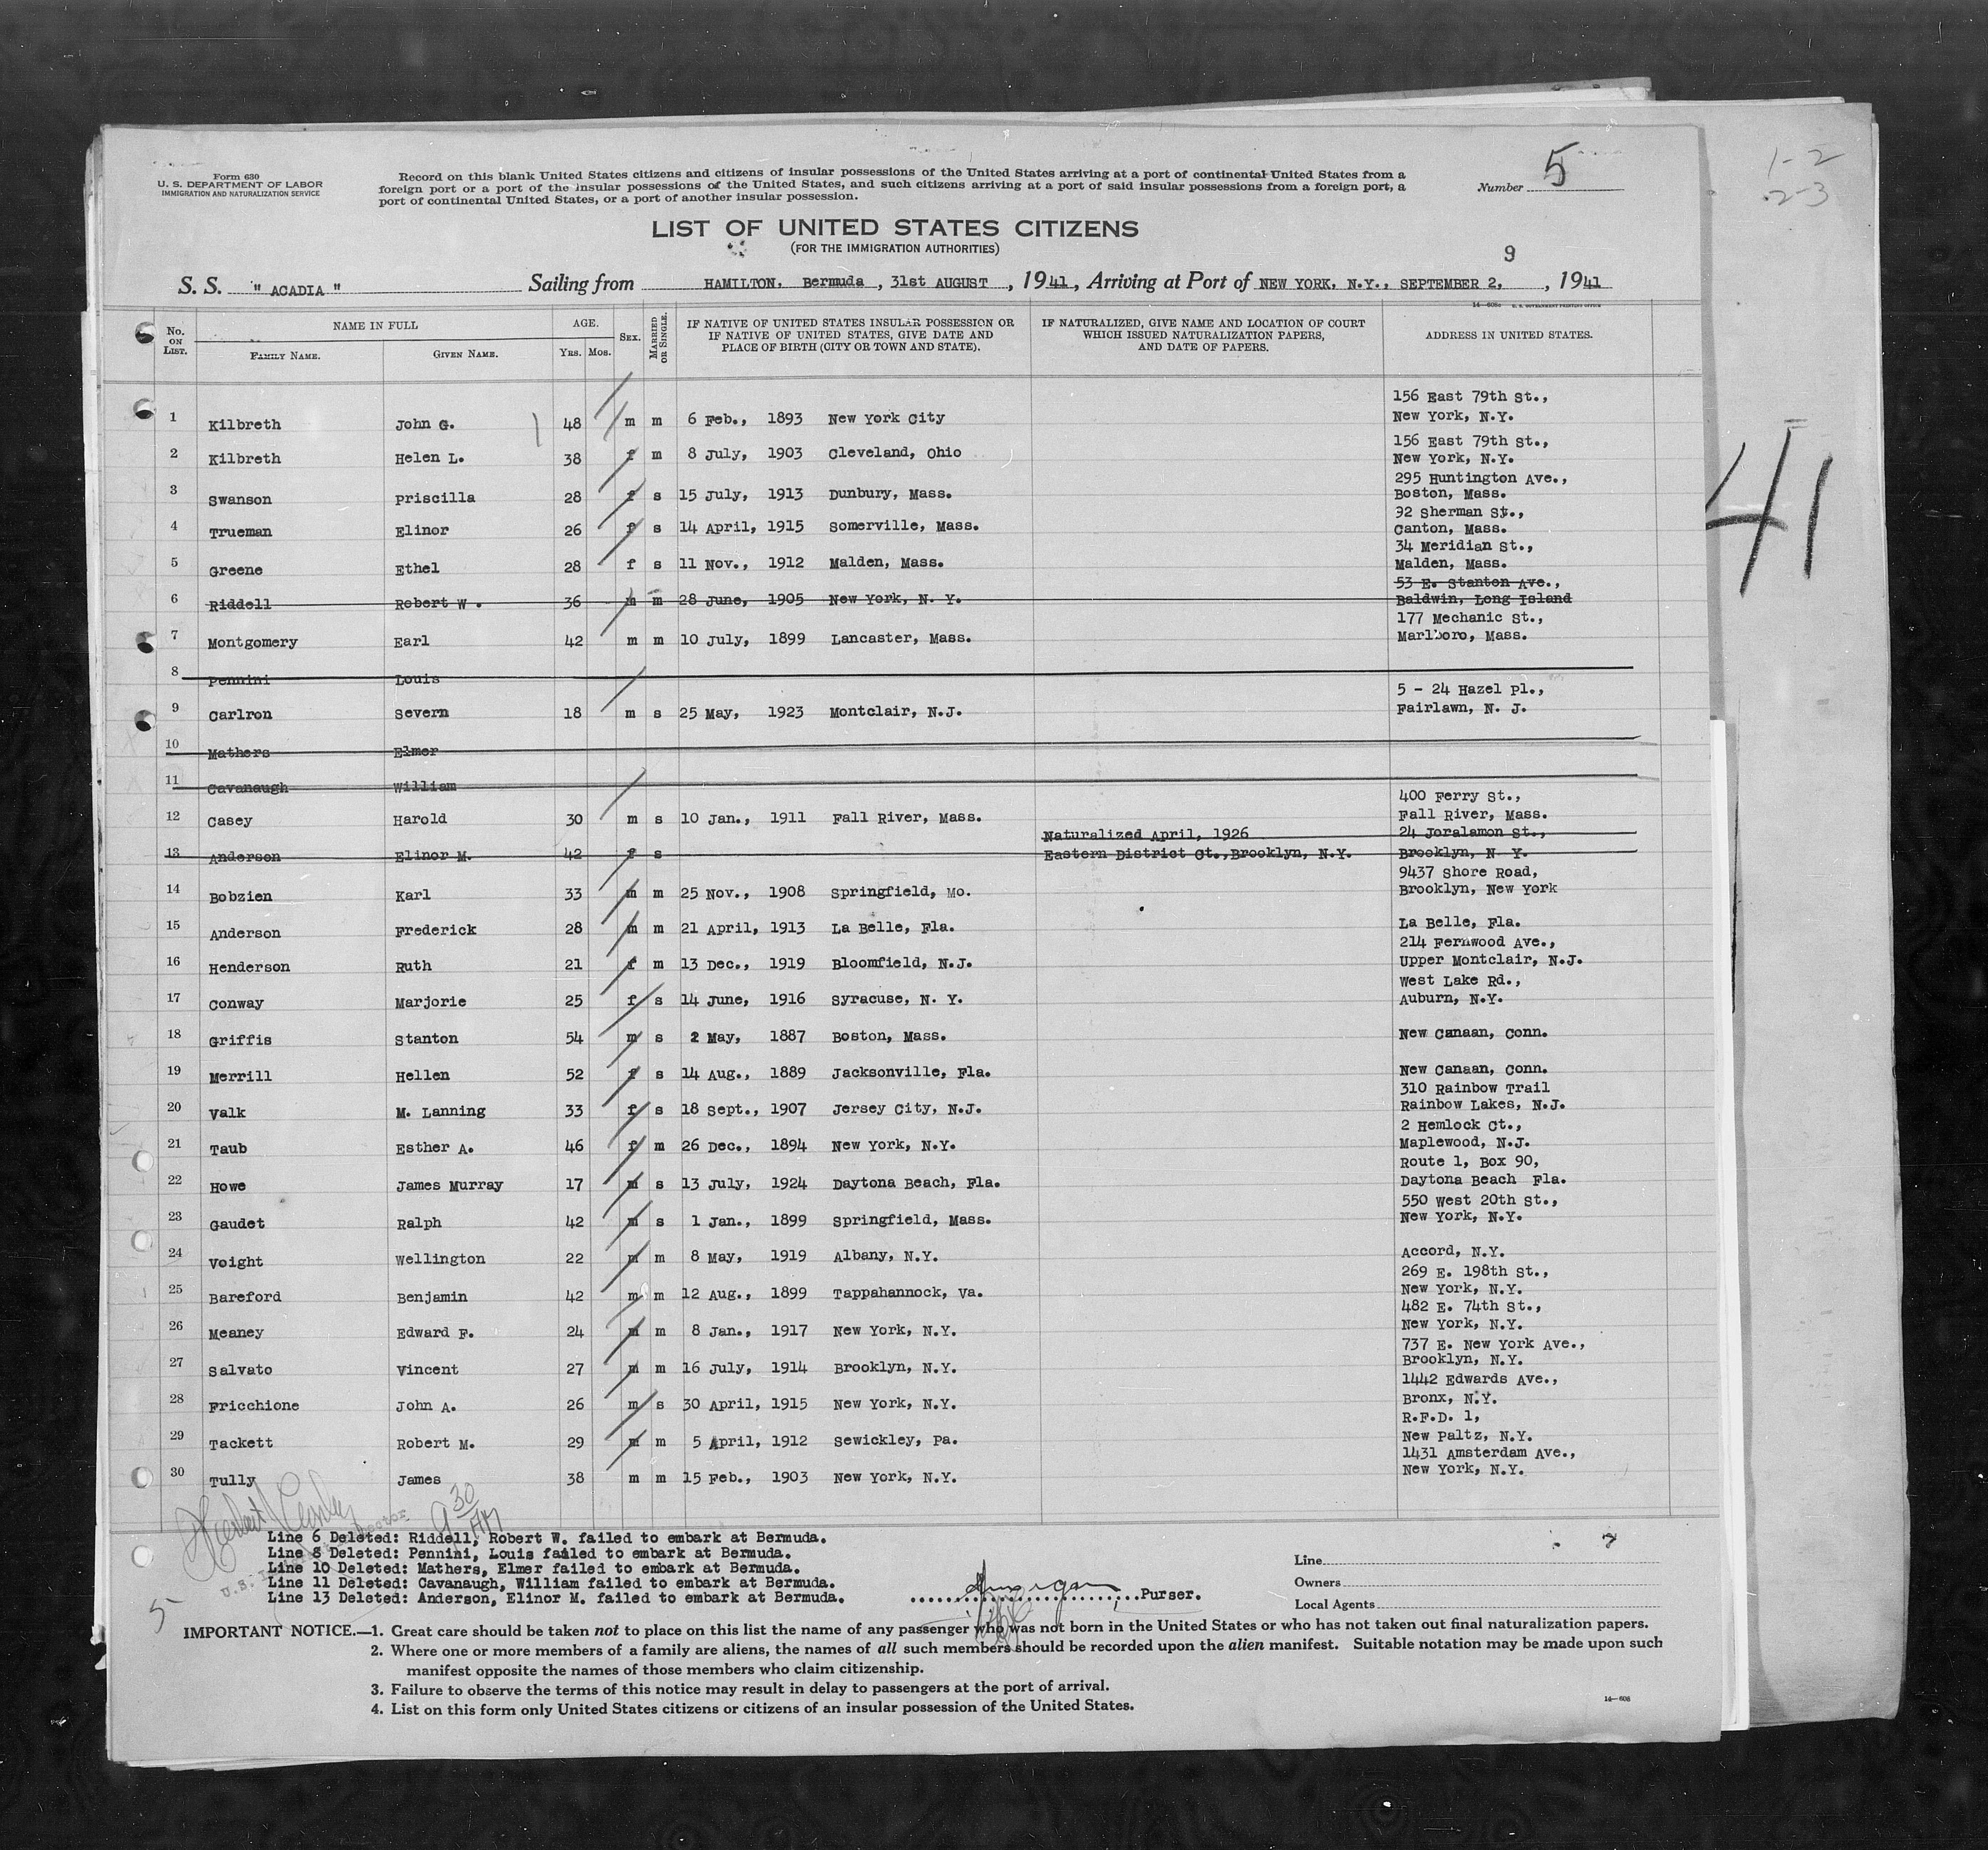 Form 630
U. S. DEPARTMENT OF LABOR
IMMIGRATION AND NATURALIZATION SERVICE
Record on this blank United States citizens and citizens of insular possessions of the United States arriving at a port of continental United States from a
foreign port or a port of the insular possessions of the United States, and such citizens arriving at a port of said insular possessions from a foreign port, a
port of continental United States, or a port of another insular possession.
Number 5
1-2
2-3
LIST OF UNITED STATES CITIZENS
(FOR THE IMMIGRATION AUTHORITIES)
9
S. S. " ACADIA " Sailing from HAMILTON, Bermuda , 31st AUGUST , 1941, Arriving at Port of NEW YORK, N.Y., SEPTEMBER 2, , 1941
No. ON LIST. NAME IN FULL FAMILY NAME. GIVEN NAME. AGE. YRS. MOS. SEX. MARRIED OR SINGLE. IF NATIVE OF UNITED STATES INSULAR POSSESSION OR IF NATIVE OF UNITED STATES, GIVE DATE AND PLACE OF BIRTH (CITY OR TOWN AND STATE). IF NATURALIZED, GIVE NAME AND LOCATION OF COURT WHICH ISSUED NATURALIZATION PAPERS, AND DATE OF PAPERS. ADDRESS IN UNITED STATES.
41
156 East 79th St.,
1 Kilbreth John G. 48 m m 6 Feb., 1893 New York City New York, N.Y.
156 East 79th St.,
2 Kilbreth Helen L. 38 f m 8 July, 1903 Cleveland, Ohio New York, N.Y.
295 Huntington Ave.,
3 Swanson Priscilla 28 f s 15 July, 1913 Dunbury, Mass. Boston, Mass.
92 Sherman St.,
4 Trueman Elinor 26 f s 14 April, 1915 Somerville, Mass. Canton, Mass.
34 Meridian St.,
5 Greene Ethel 28 f s 11 Nov., 1912 Malden, Mass. Malden, Mass.
53 E. Stanton Ave.,
6 Riddell Robert W. 36 m m 28 June, 1905 New York, N. Y. Baldwin, Long Island
177 Mechanic St.,
7 Montgomery Earl 42 m m 10 July, 1899 Lancaster, Mass. Marlboro, Mass.
8 Pennini Louis
5 - 24 Hazel Pl.,
9 Carlron Severn 18 m s 25 May, 1923 Montclair, N.J. Fairlawn, N. J.
10 Mathers Elmer
11 Cavanaugh William
400 Ferry St.,
12 Casey Harold 30 m s 10 Jan., 1911 Fall River, Mass. Fall River, Mass.
Naturalized April, 1926 24 Joralamon St.,
13 Anderson Elinor M. 42 f s Eastern District Ct.,Brooklyn, N.Y. Brooklyn, N Y.
9437 Shore Road,
14 Bobzien Karl 33 m m 25 Nov., 1908 Springfield, Mo. Brooklyn, New York
15 Anderson Frederick 28 m m 21 April, 1913 La Belle, Fla. La Belle, Fla.
214 Fernwood Ave.,
16 Henderson Ruth 21 f m 13 Dec., 1919 Bloomfield, N.J. Upper Montclair, N.J.
West Lake Rd.,
17 Conway Marjorie 25 f s 14 June, 1916 Syracuse, N. Y. Auburn, N.Y.
18 Griffis Stanton 54 m s 2 May, 1887 Boston, Mass. New Canaan, Conn.
19 Merrill Hellen 52 f s 14 Aug., 1889 Jacksonville, Fla. New Canaan, Conn.
310 Rainbow Trail
20 Valk M. Lanning 33 f s 18 Sept., 1907 Jersey City, N.J. Rainbow Lakes, N.J.
2 Hemlock Ct.,
21 Taub Esther A. 46 f m 26 Dec., 1894 New York, N.Y. Maplewood, N.J.
Route 1, Box 90,
22 Howe James Murray 17 m s 13 July, 1924 Daytona Beach, Fla. Daytona Beach Fla.
550 West 20th St.,
23 Gaudet Ralph 42 m s 1 Jan., 1899 Springfield, Mass. New York, N.Y.
24 Voight Wellington 22 m m 8 May, 1919 Albany, N.Y. Accord, N.Y.
269 E. 198th St.,
25 Bareford Benjamin 42 m m 12 Aug., 1899 Tappahannock, Va. New York, N.Y.
482 E. 74th St.,
26 Meaney Edward F. 24 m m 8 Jan., 1917 New York, N.Y. New York, N.Y.
737 E. New York Ave.,
27 Salvato Vincent 27 m m 16 July, 1914 Brooklyn, N.Y. Brooklyn, N.Y.
1442 Edwards Ave.,
28 Fricchione John A. 26 m s 30 April, 1915 New York, N.Y. Bronx, N.Y.
R.F.D. 1,
29 Tackett Robert M. 29 m m 5 April, 1912 Sewickley, Pa. New Paltz, N.Y.
1431 Amsterdam Ave.,
30 Tully James 38 m m 15 Feb., 1903 New York, N.Y. New York, N.Y.
9 30 AM
Line 6 Deleted: Riddell, Robert W. failed to embark at Bermuda.
Line 8 Deleted: Pennini, Louis failed to embark at Bermuda.
Line 10 Deleted: Mathers, Elmer failed to embark at Bermuda.
Line 11 Deleted: Cavanaugh, William failed to embark at Bermuda.
Line 13 Deleted: Anderson, Elinor M. failed to embark at Bermuda.
Purser.
Line
Owners
Local Agents
5
IMPORTANT NOTICE.—1. Great care should be taken not to place on this list the name of any passenger who was not born in the United States or who has not taken out final naturalization papers.
2. Where one or more members of a family are aliens, the names of all such members should be recorded upon the alien manifest. Suitable notation may be made upon such
manifest opposite the names of those members who claim citizenship.
3. Failure to observe the terms of this notice may result in delay to passengers at the port of arrival.
4. List on this form only United States citizens or citizens of an insular possession of the United States.
14—608